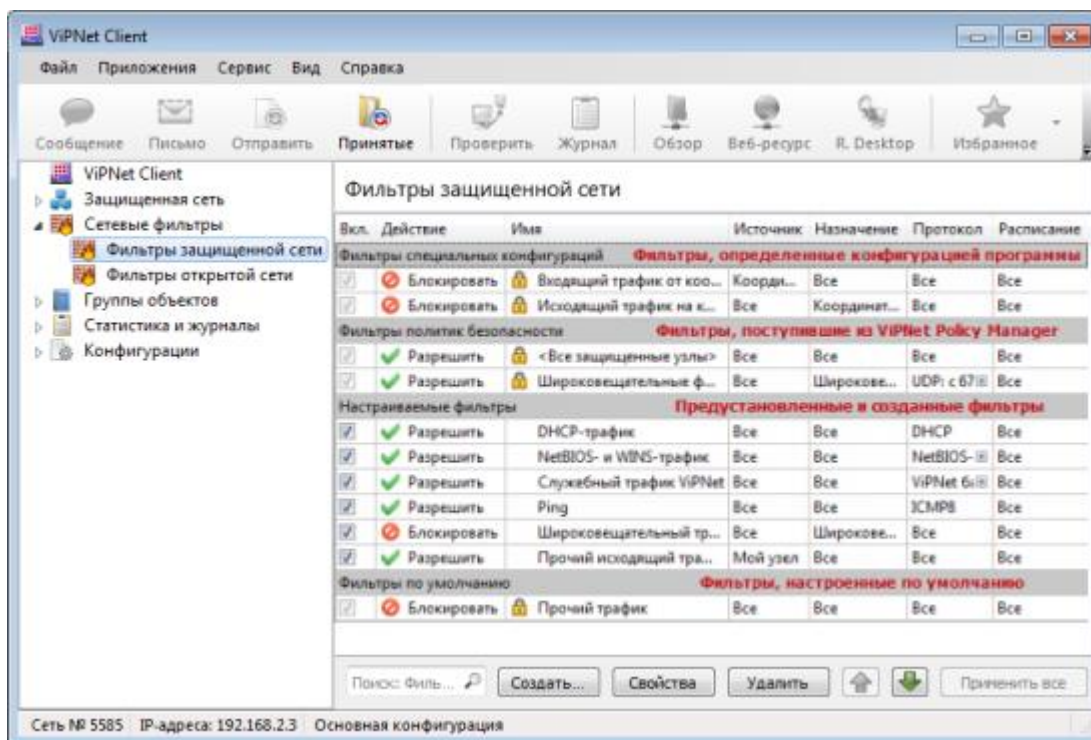 ViPNet Client
Файл Приложения Сервис Вид Справка
Сообщение Письмо Отправить Принятые Проверить Журнал Обзор Веб-ресурс R. Desktop Избранное
ViPNet Client
Защищенная сеть
Сетевые фильтры
Фильтры защищенной сети
Фильтры открытой сети
Группы объектов
Статистика и журналы
Конфигурации
Фильтры защищенной сети
Вкл. Действие Имя Источник Назначение Протокол Расписание
Фильтры специальных конфигураций Фильтры, определенные конфигурацией программы
Блокировать Входящий трафик от коо... Коорди... Все Все Все
Блокировать Исходящий трафик на к... Все Координат... Все Все
Фильтры политик безопасности Фильтры, поступившие из ViPNet Policy Manager
Разрешить <Все защищенные узлы> Все Все Все Все
Разрешить Широковещательные ф... Все Широкове... UDP: с 67 Все
Настраиваемые фильтры Предустановленные и созданные фильтры
Разрешить DHCP-трафик Все Все DHCP Все
Разрешить NetBIOS- и WINS-трафик Все Все NetBIOS- Все
Разрешить Служебный трафик ViPNet Все Все ViPNet Все
Разрешить Ping Все Все ICMP8 Все
Блокировать Широковещательный тр... Все Широкове... Все Все
Разрешить Прочий исходящий тра... Мой узел Все Все Все
Фильтры по умолчанию Фильтры, настроенные по умолчанию
Блокировать Прочий трафик Все Все Все Все
Поиск: Филь... Создать... Свойства Удалить Применить все
Сеть № 5585 IP-адреса: 192.168.2.3 Основная конфигурация